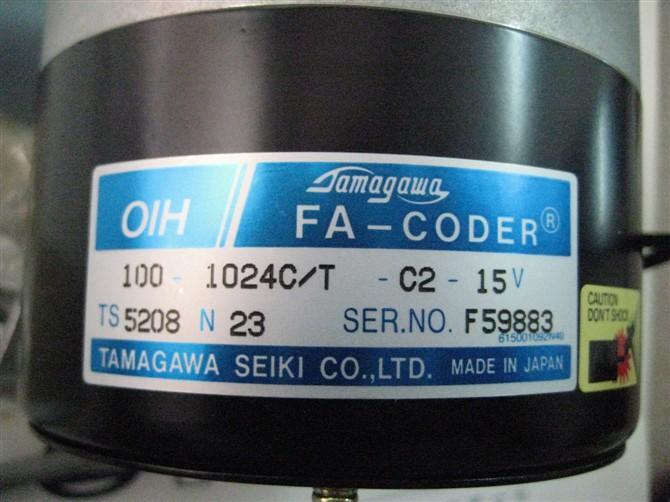 Tamagawa
OIH FA-CODER®
100 - 1024C/T - C2 - 15V
TS 5208 N 23 SER.NO. F59883
TAMAGAWA SEIKI CO.,LTD. MADE IN JAPAN
CAUTION
DON'T SHOCK